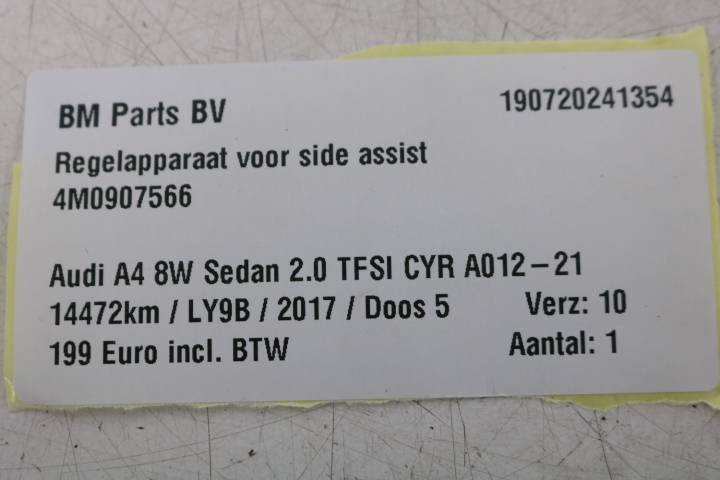 BM Parts BV 190720241354
Regelapparaat voor side assist
4M0907566
Audi A4 8W Sedan 2.0 TFSI CYR A012-21
14472km / LY9B / 2017 / Doos 5 Verz: 10
199 Euro incl. BTW Aantal: 1